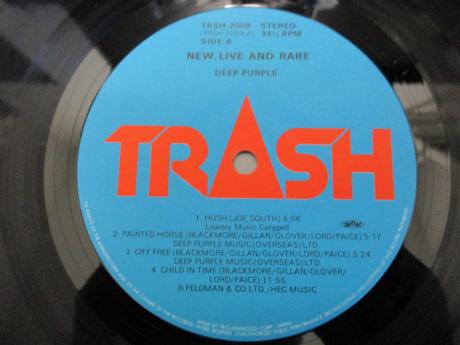 TRSH-2009 STEREO
(TRSH-2009-A) 33⅓ RPM
SIDE A
NEW, LIVE AND RARE
DEEP PURPLE
TRASH
1. HUSH (JOE SOUTH) 4:06
Lowery Music Cahppell
2. PAINTED HORSE (BLACKMORE/GILLAN/GLOVER/LORD/PAICE) 5:17
DEEP PURPLE MUSIC (OVERSEAS) LTD.
3. CRY FREE (BLACKMORE/GILLAN/GLOVER/LORD/PAICE) 3:24
DEEP PURPLE MUSIC (OVERSEAS) LTD.
4. CHILD IN TIME (BLACKMORE/GILLAN/GLOVER/
LORD/PAICE) 11:55
B. FELDMAN & CO. LTD. / HEC MUSIC